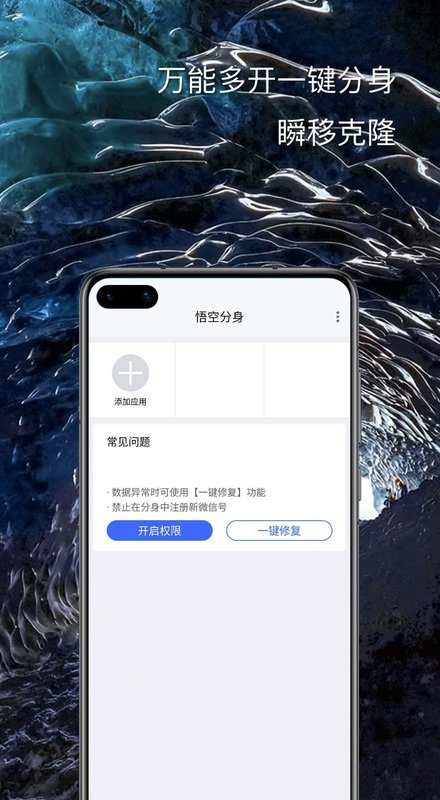 万能多开一键分身
瞬移克隆
悟空分身
添加应用
常见问题
· 数据异常时可使用【一键修复】功能
· 禁止在分身中注册新微信号
开启权限
一键修复